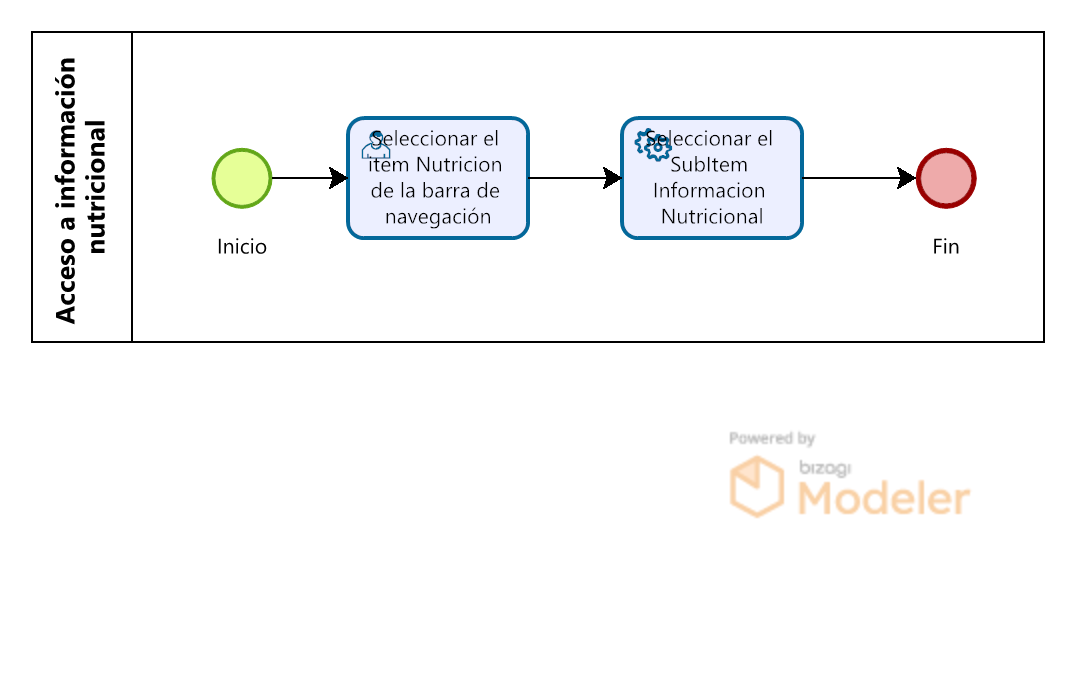 Acceso a información
nutricional
Seleccionar el
item Nutricion
de la barra de
navegación
Seleccionar el
SubItem
Informacion
Nutricional
Inicio
Fin
Powered by
bizagi
Modeler